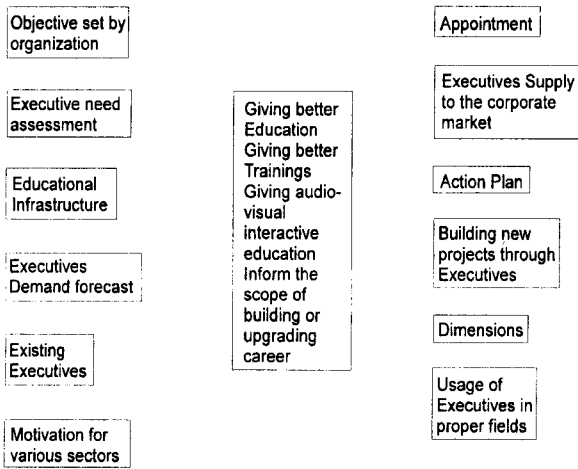 Objective set by
organization
Executive need
assessment
Educational
Infrastructure
Executives
Demand forecast
Existing
Executives
Motivation for
various sectors
Giving better
Education
Giving better
Trainings
Giving audio-
visual
interactive
education
Inform the
scope of
building or
upgrading
career
Appointment
Executives Supply
to the corporate
market
Action Plan
Building new
projects through
Executives
Dimensions
Usage of
Executives in
proper fields